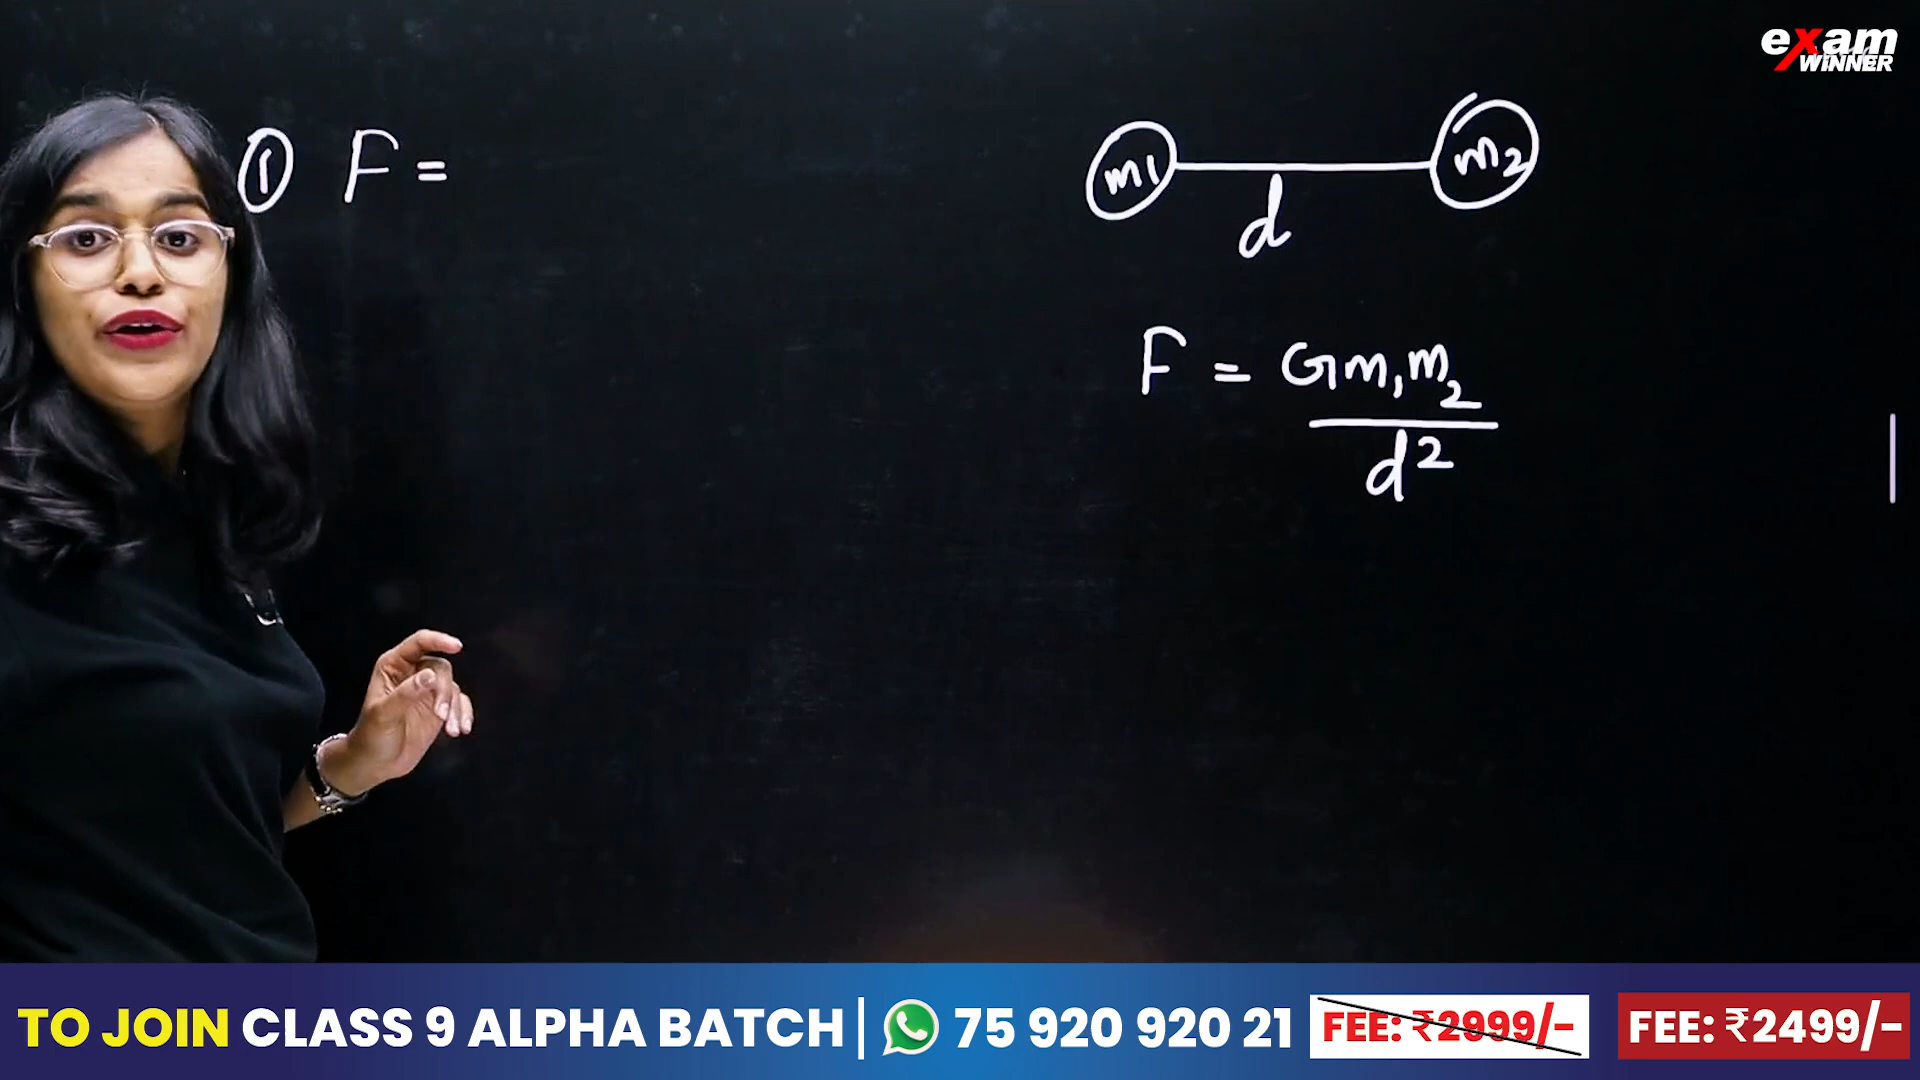 exam
WINNER
① F =
m1 m2
d
F = Gm1m2
d²
TO JOIN CLASS 9 ALPHA BATCH | 75 920 920 21 FEE: ₹2999/- FEE: ₹2499/-